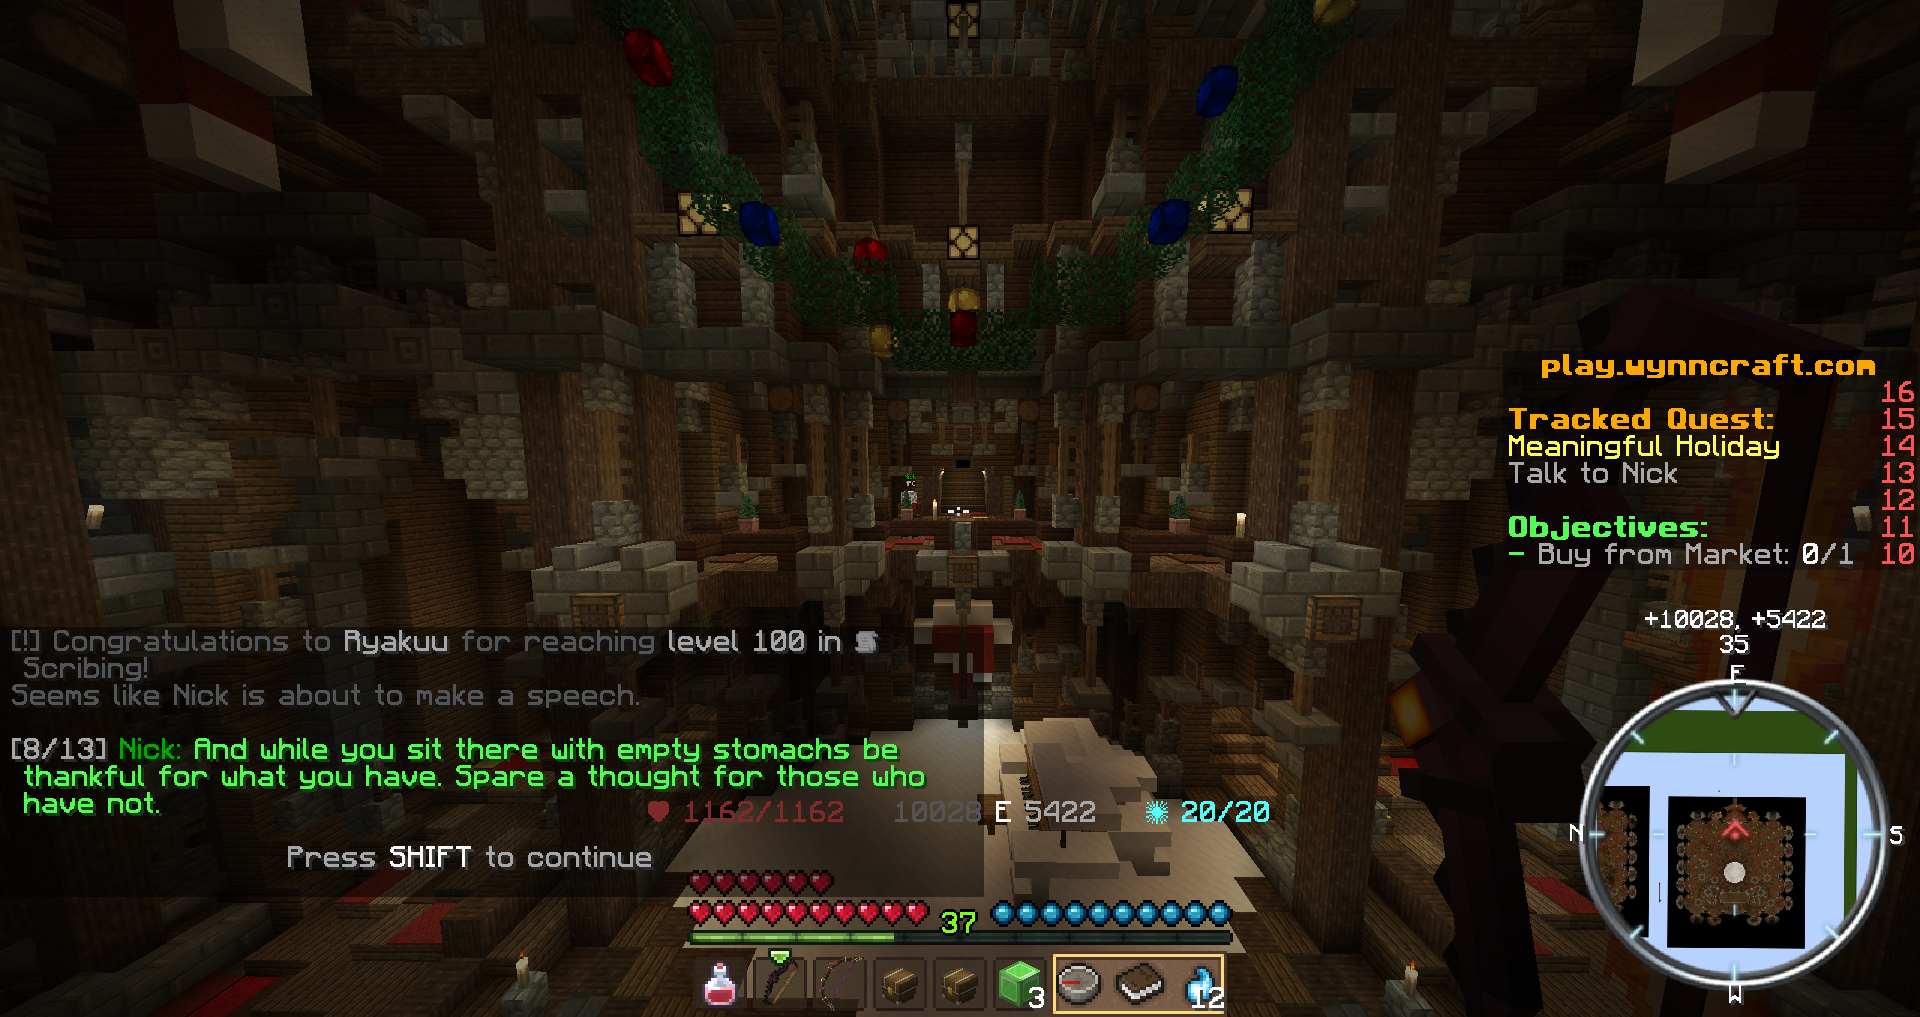 play.wynncraft.com
16
Tracked Quest: 15
Meaningful Holiday 14
Talk to Nick 13
12
Objectives: 11
- Buy from Market: 0/1 10
+10028, +5422
35
E
N
S
W
[!] Congratulations to Ryakuu for reaching level 100 in
Scribing!
Seems like Nick is about to make a speech.
[8/13] Nick: And while you sit there with empty stomachs be
thankful for what you have. Spare a thought for those who
have not.
Press SHIFT to continue
1162/1162 10028 E 5422 20/20
37
3 12